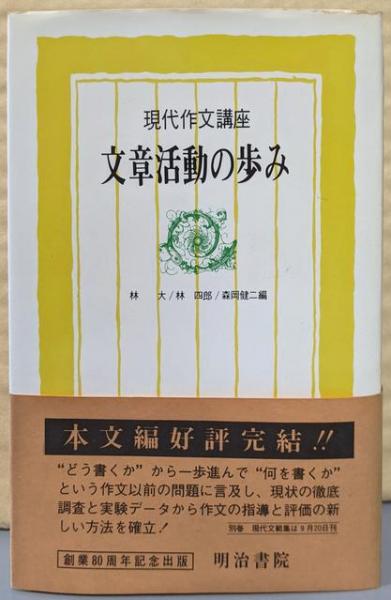 現代作文講座
文章活動の歩み
林 大/林 四郎/森岡健二編
本文編好評完結!!
“どう書くか”から一歩進んで“何を書くか”
という作文以前の問題に言及し、現状の徹底
調査と実験データから作文の指導と評価の新
しい方法を確立!
別巻 現代文範集は9月20日刊
創業80周年記念出版
明治書院